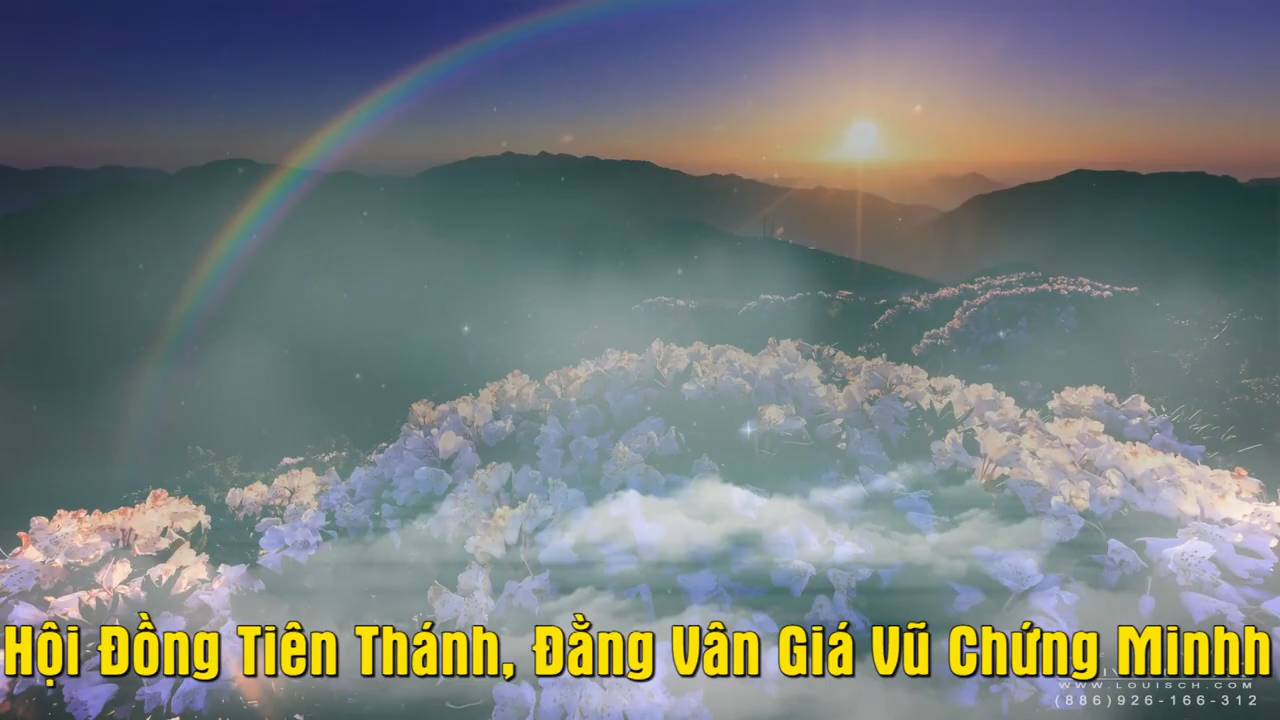 Hội Đồng Tiên Thánh, Đằng Vân Giá Vũ Chứng Minhh
WWW.LOUISCH.COM
(886)926-166-312